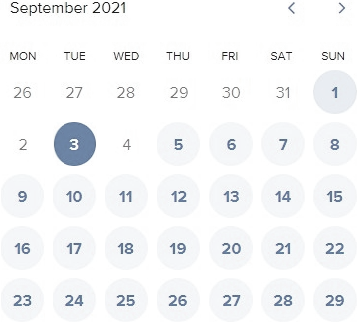 September 2021
MON TUE WED THU FRI SAT SUN
26 27 28 29 30 31 1
2 3 4 5 6 7 8
9 10 11 12 13 14 15
16 17 18 19 20 21 22
23 24 25 26 27 28 29